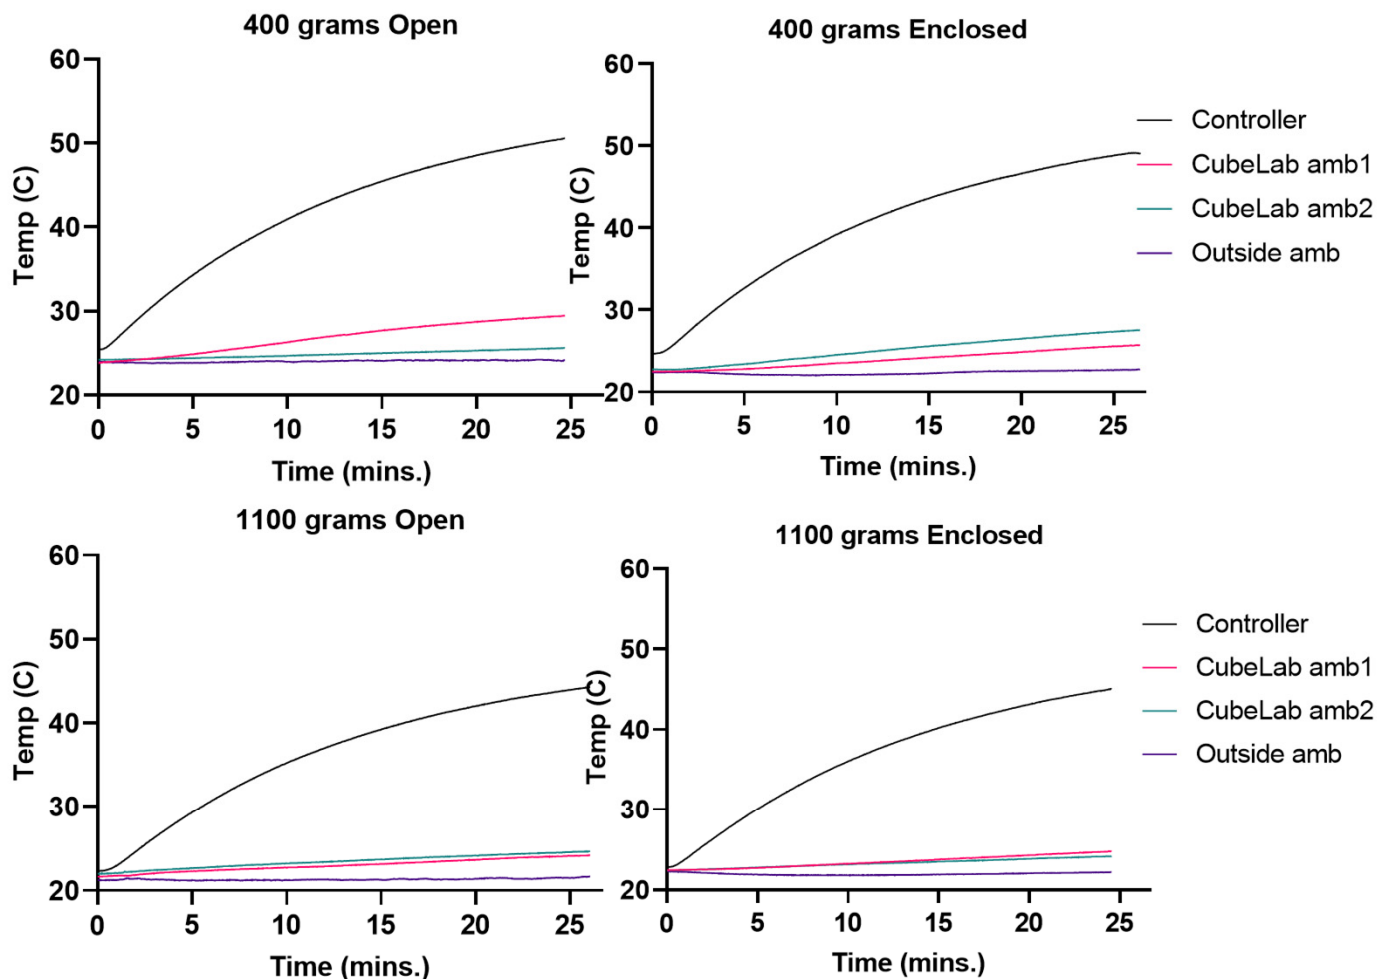 400 grams Open
60
50
40
30
20
0 5 10 15 20 25
Temp (C)
Time (mins.)
400 grams Enclosed
60
50
40
30
20
0 5 10 15 20 25
Temp (C)
Time (mins.)
Controller
CubeLab amb1
CubeLab amb2
Outside amb
1100 grams Open
60
50
40
30
20
0 5 10 15 20 25
Temp (C)
Time (mins.)
1100 grams Enclosed
60
50
40
30
20
0 5 10 15 20 25
Temp (C)
Time (mins.)
Controller
CubeLab amb1
CubeLab amb2
Outside amb